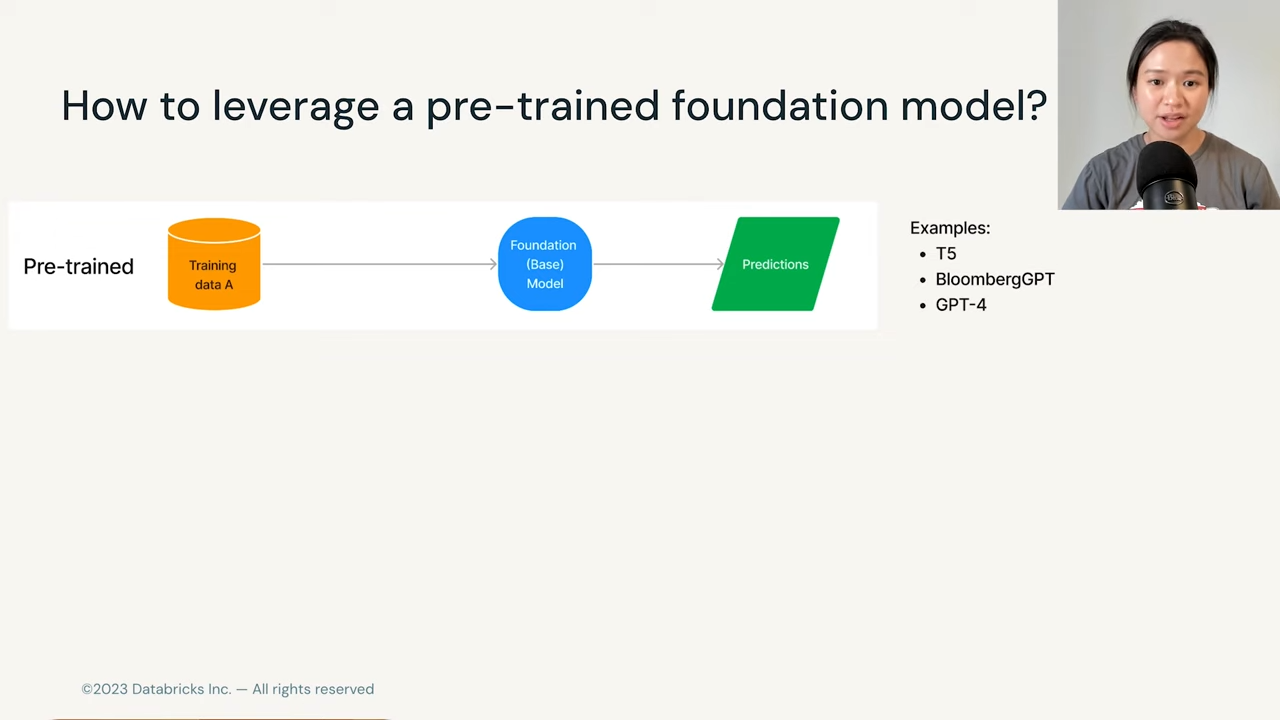 How to leverage a pre-trained foundation model?
Pre-trained
Training
data A
Foundation
(Base)
Model
Predictions
Examples:
• T5
• BloombergGPT
• GPT-4
©2023 Databricks Inc. — All rights reserved